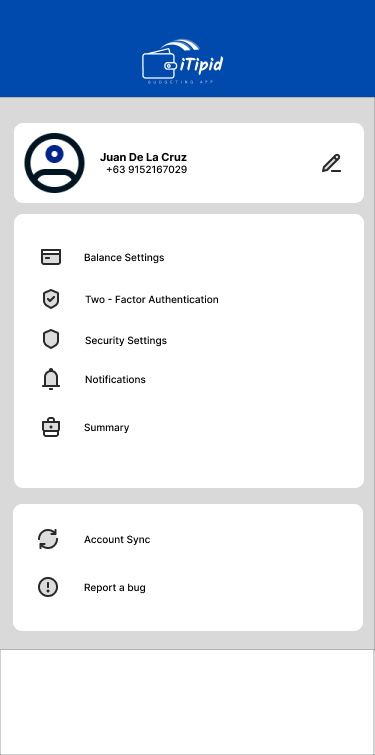 iTipid
BUDGETING APP
Juan De La Cruz
+63 9152167029
Balance Settings
Two - Factor Authentication
Security Settings
Notifications
Summary
Account Sync
Report a bug